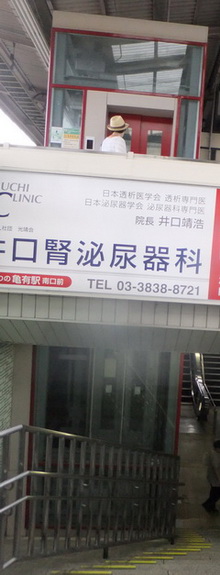 UCHI
CLINIC
日本透析医学会 透析専門医
日本泌尿器学会 泌尿器科専門医
院長 井口靖浩
井口腎泌尿器科
亀有駅 南口前
TEL 03-3838-8721